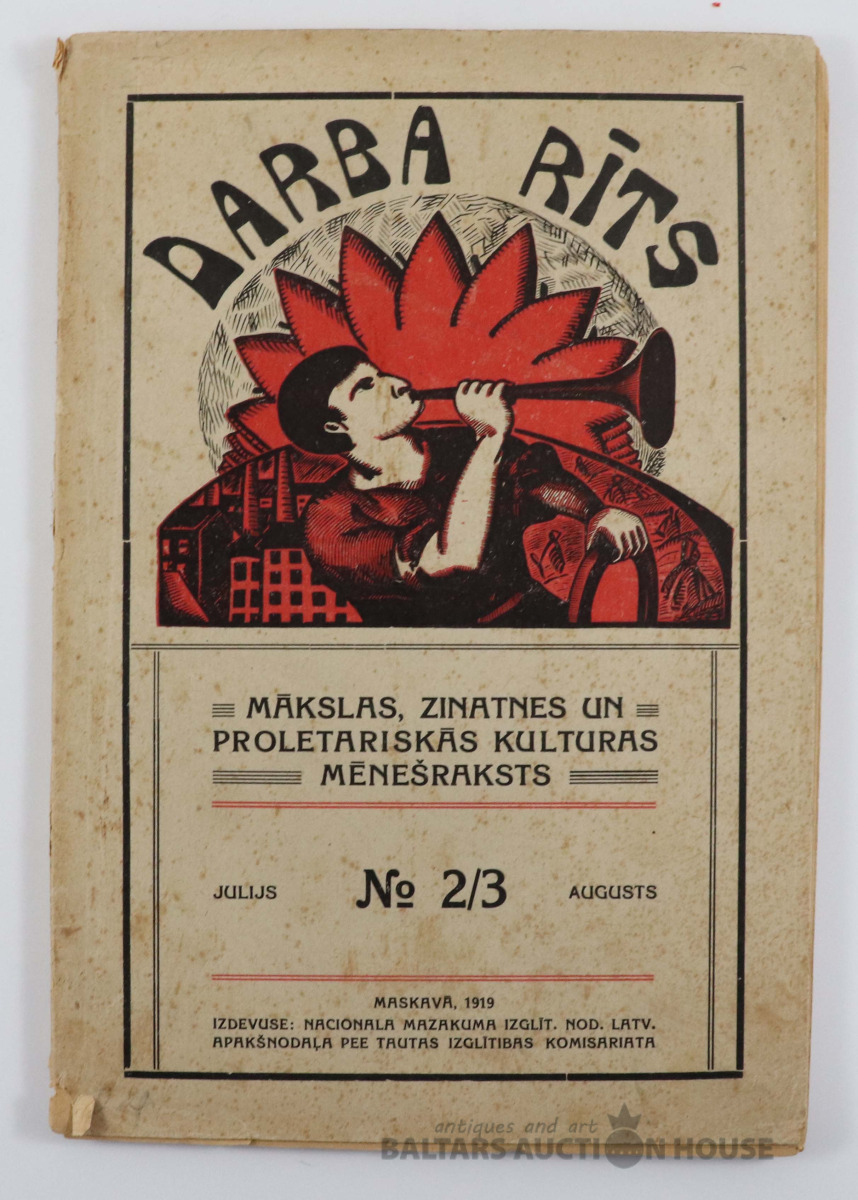 DARBA RĪTS
MĀKSLAS, ZINATNES UN
PROLETARISKĀS KULTURAS
MĒNEŠRAKSTS
JULIJS № 2/3 AUGUSTS
MASKAVĀ, 1919
IZDEVUSE: NACIONALA MAZAKUMA IZGLĪT. NOD. LATV.
APAKŠNODAĻA PEE TAUTAS IZGLĪTIBAS KOMISARIATA
antiques and art
BALTARS AUCTION HOUSE